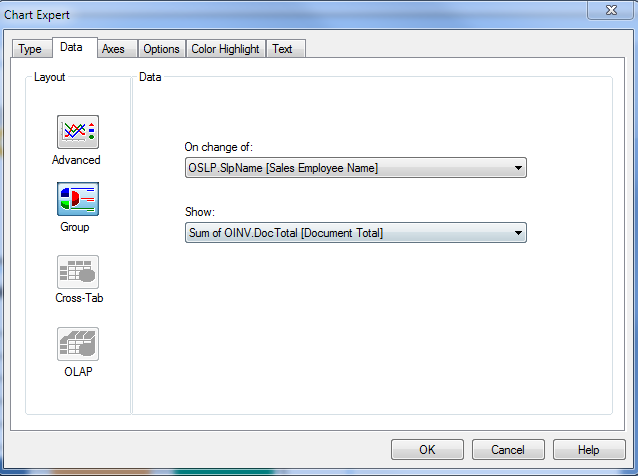 Chart Expert
Type Data Axes Options Color Highlight Text
Layout
Data
Advanced
Group
Cross-Tab
OLAP
On change of:
OSLP.SlpName [Sales Employee Name]
Show:
Sum of OINV.DocTotal [Document Total]
OK Cancel Help